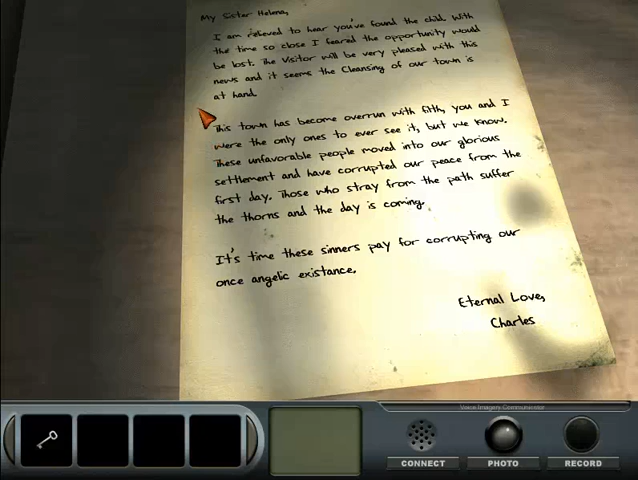 My Sister Helena,
I am relieved to hear you've found the child. With
the time so close I feared the opportunity would
be lost. The Visitor will be very pleased with this
news and it seems the Cleansing of our town is
at hand.
This town has become overrun with filth, you and I
were the only ones to ever see it, but we know.
These unfavorable people moved into our glorious
settlement and have corrupted our peace from the
first day. Those who stray from the path suffer
the thorns and the day is coming.
It's time these sinners pay for corrupting our
once angelic existance.
Eternal Love,
Charles
Voice Imagery Communicator
CONNECT
PHOTO
RECORD